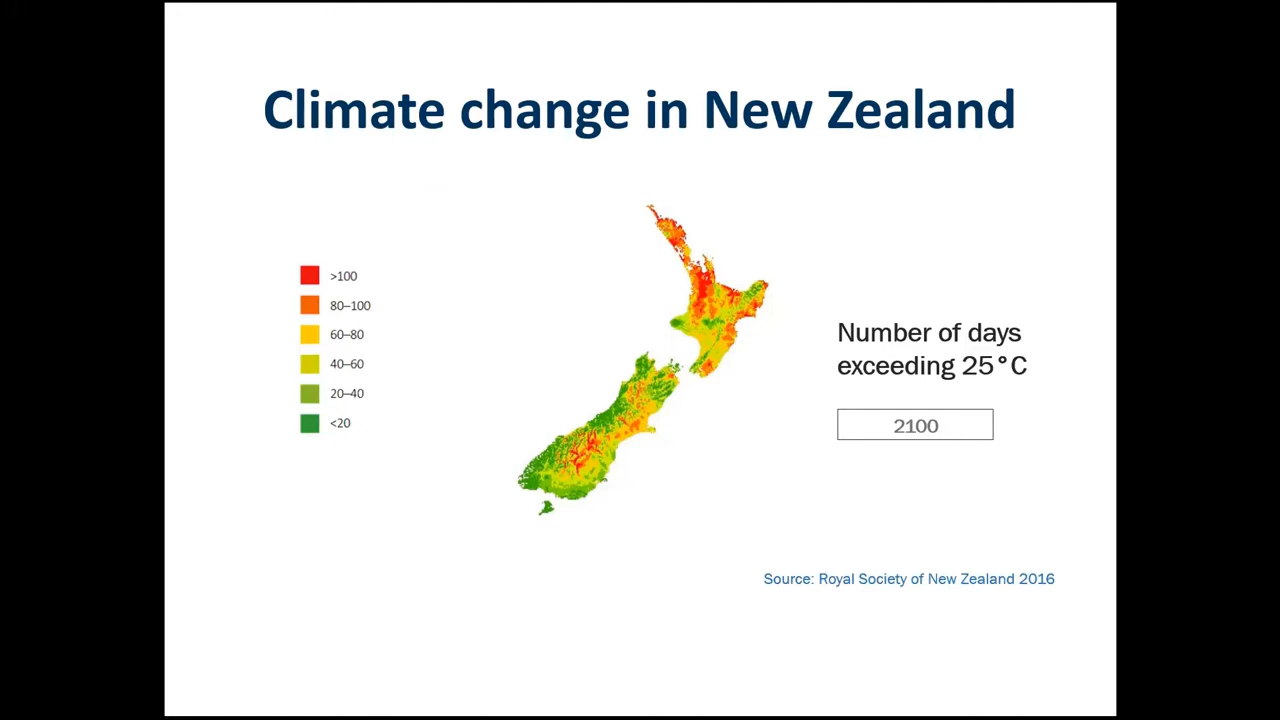 Climate change in New Zealand
>100
80–100
60–80
40–60
20–40
<20
Number of days
exceeding 25°C
2100
Source: Royal Society of New Zealand 2016